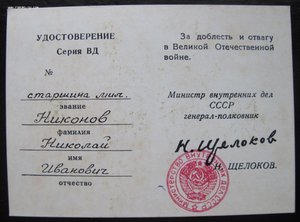 УДОСТОВЕРЕНИЕ
Серия ВД
№
старшина мил.
звание
Никонов
фамилия
Николай
имя
Иванович
отчество
За доблесть и отвагу
в Великой Отечественной
войне.
Министр внутренних дел
СССР
генерал-полковник
Н. Щелоков
Н. ЩЕЛОКОВ.